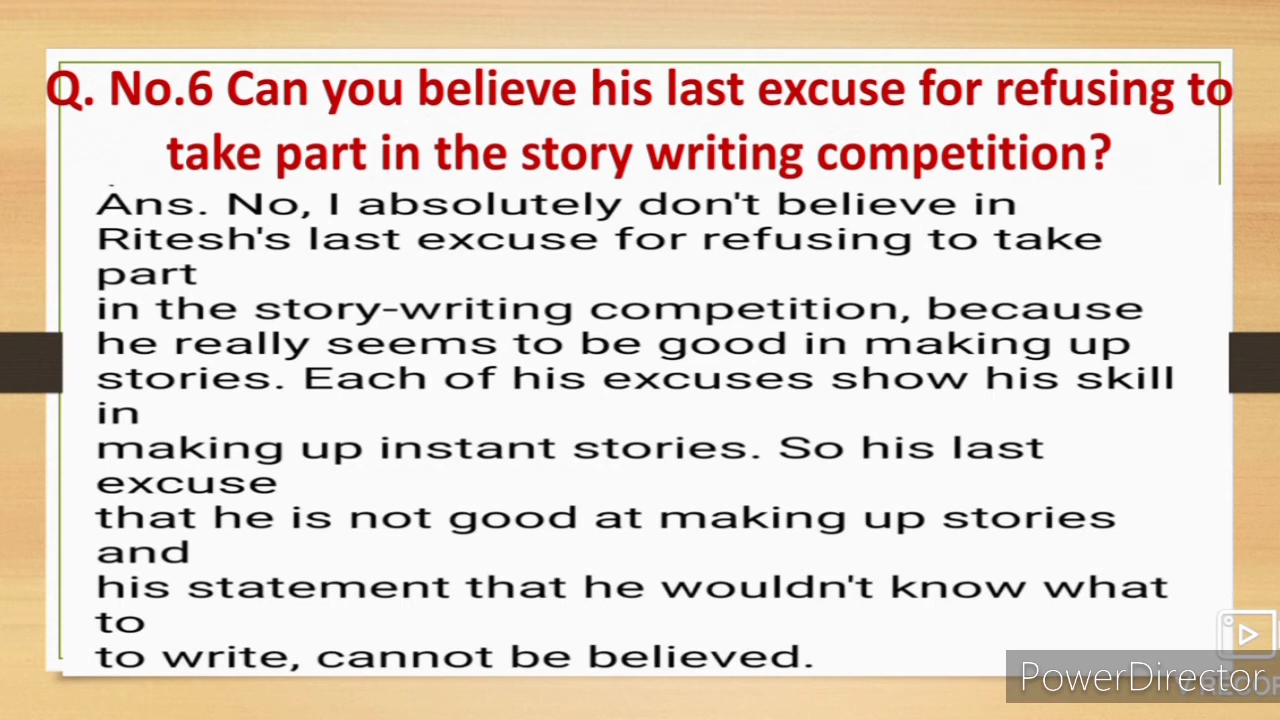 Q. No.6 Can you believe his last excuse for refusing to
take part in the story writing competition?
Ans. No, I absolutely don't believe in
Ritesh's last excuse for refusing to take
part
in the story-writing competition, because
he really seems to be good in making up
stories. Each of his excuses show his skill
in
making up instant stories. So his last
excuse
that he is not good at making up stories
and
his statement that he wouldn't know what
to
to write, cannot be believed.
PowerDirector